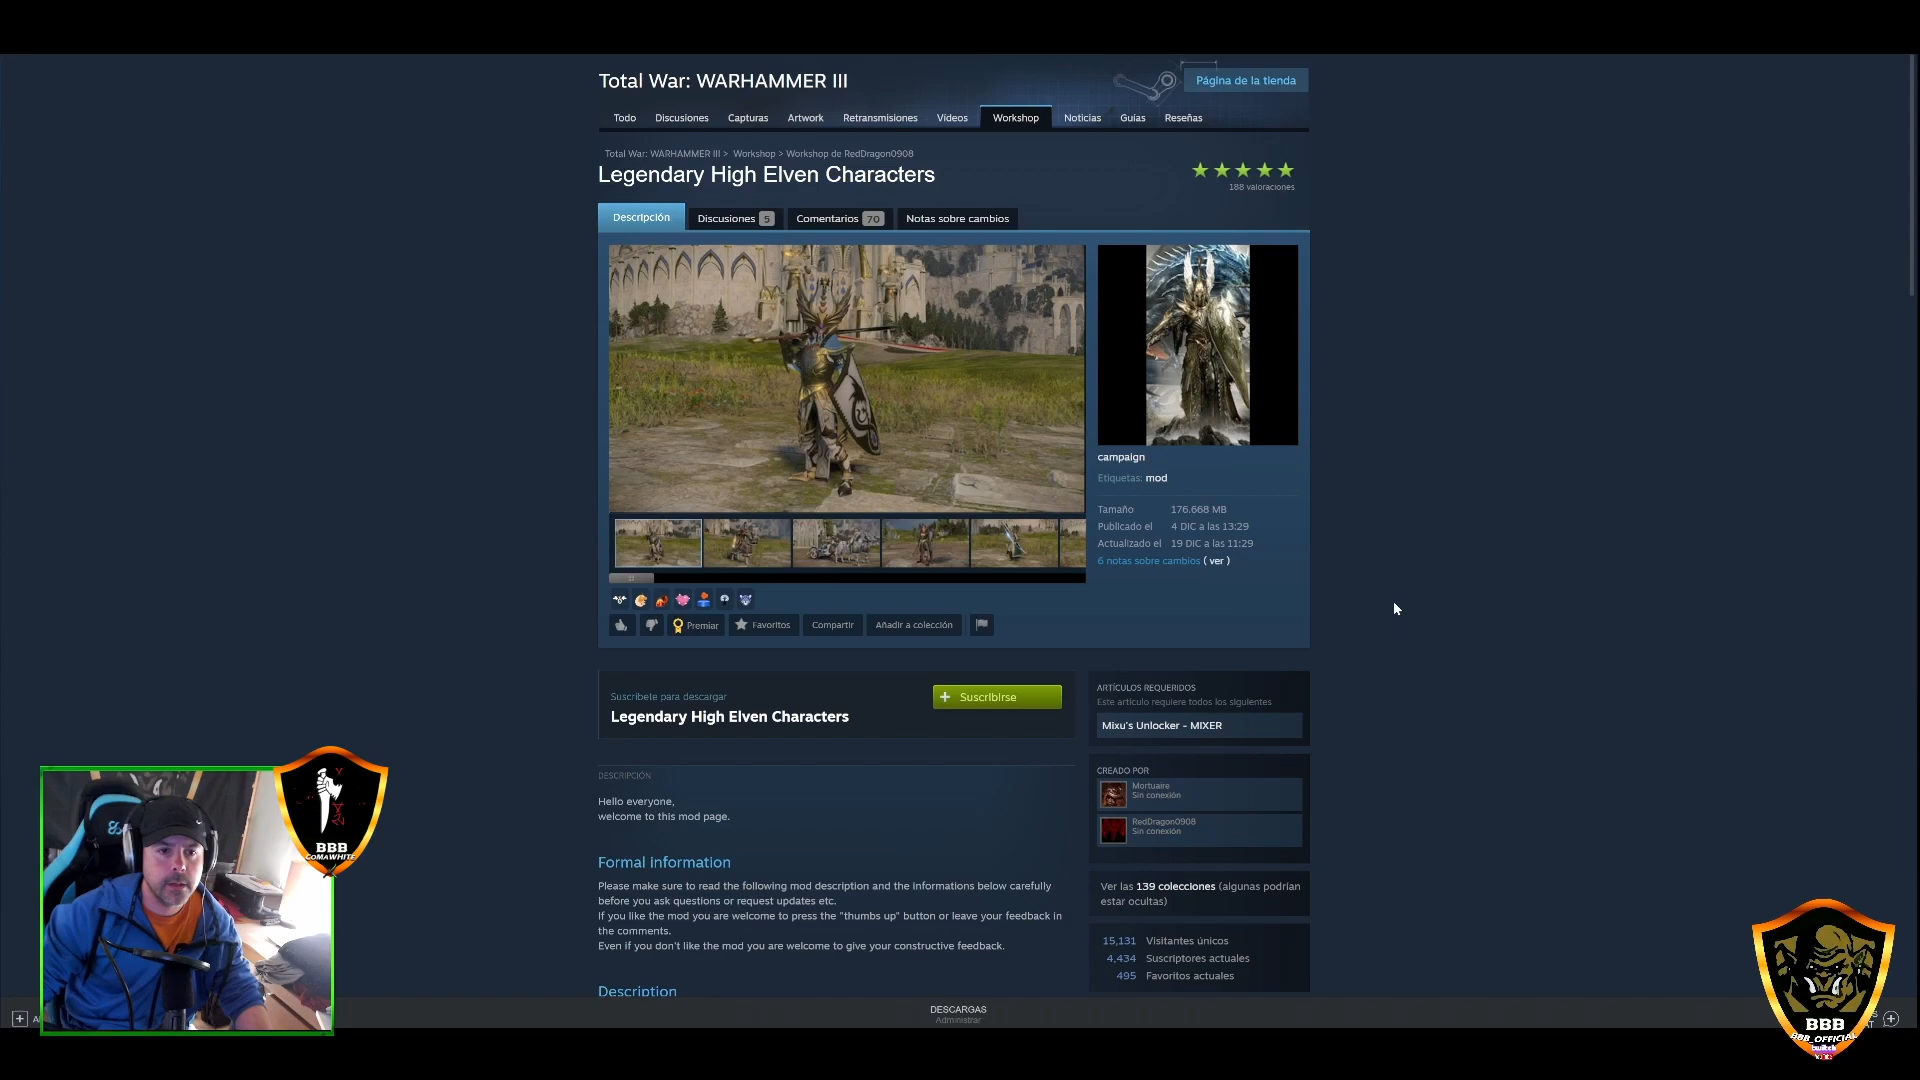 Total War: WARHAMMER III
Página de la tienda
Todo Discusiones Capturas Artwork Retransmisiones Vídeos Workshop Noticias Guías Reseñas
Total War: WARHAMMER III > Workshop > Workshop de RedDragon0908
Legendary High Elven Characters
188 valoraciones
Descripción Discusiones 5 Comentarios 70 Notas sobre cambios
campaign
Etiquetas: mod
Tamaño 176.668 MB
Publicado el 4 DIC a las 13:29
Actualizado el 19 DIC a las 11:29
6 notas sobre cambios ( ver )
Premiar Favoritos Compartir Añadir a colección
Suscríbete para descargar
Legendary High Elven Characters
+ Suscribirse
ARTÍCULOS REQUERIDOS
Este artículo requiere todos los siguientes
Mixu's Unlocker - MIXER
DESCRIPCIÓN
Hello everyone,
welcome to this mod page.
Formal information
Please make sure to read the following mod description and the informations below carefully
before you ask questions or request updates etc.
If you like the mod you are welcome to press the "thumbs up" button or leave your feedback in
the comments.
Even if you don't like the mod you are welcome to give your constructive feedback.
Description
CREADO POR
Mortuaire
Sin conexión
RedDragon0908
Sin conexión
Ver las 139 colecciones (algunas podrían
estar ocultas)
15,131 Visitantes únicos
4,434 Suscriptores actuales
495 Favoritos actuales
DESCARGAS
Administrar
BBB
COMAWHITE
BBB
BBB_OFFICIAL
twitch